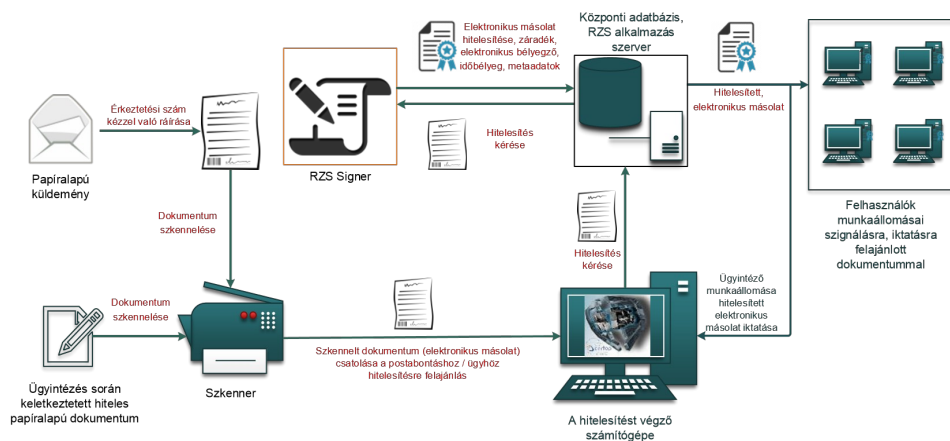 Elektronikus másolat
hitelesítése, záradék,
elektronikus bélyegző,
időbélyeg, metaadatok
Központi adatbázis,
RZS alkalmazás
szerver
Érkeztetési szám
kézzel való ráírása
Hitelesített,
elektronikus másolat
Hitelesítés
kérése
Papíralapú
küldemény
RZS Signer
Felhasználók
munkaállomásai
szignálásra, iktatásra
felajánlott
dokumentummal
Dokumentum
szkennelése
Hitelesítés
kérése
Ügyintéző
munkaállomása
hitelesített
elektronikus
másolat iktatása
Dokumentum
szkennelése
Szkennelt dokumentum (elektronikus másolat)
csatolása a postabontáshoz / ügyhöz
hitelesítésre felajánlás
Ügyintézés során
keletkeztetett hiteles
papíralapú dokumentum
Szkenner
A hitelesítést végző
számítógépe